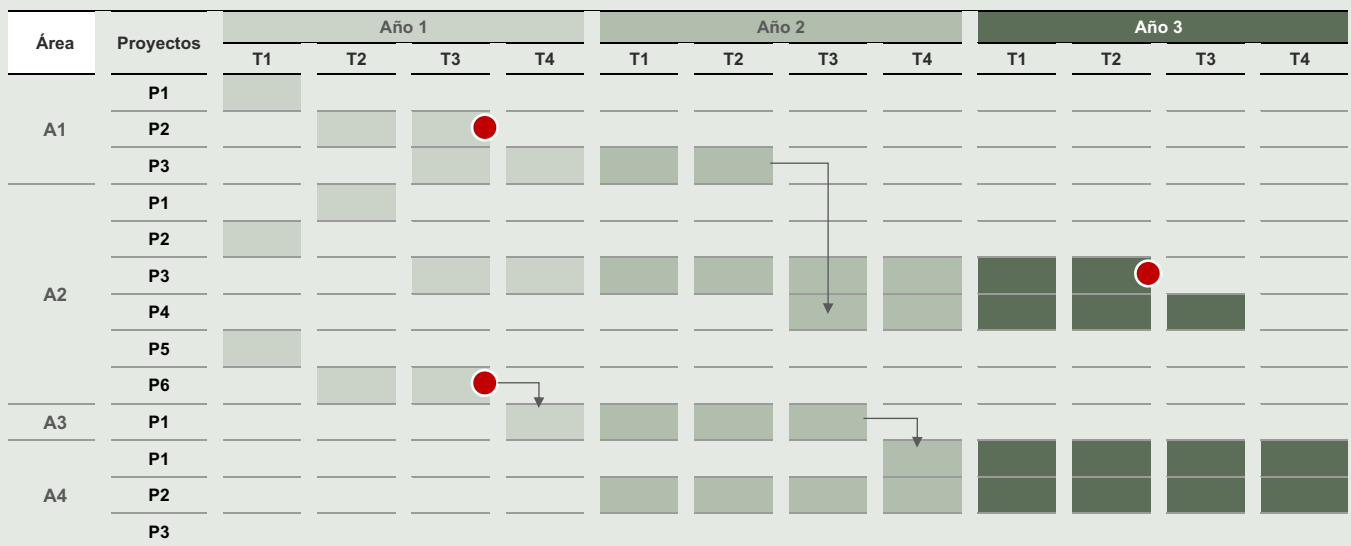 Área Proyectos Año 1 Año 2 Año 3
T1 T2 T3 T4 T1 T2 T3 T4 T1 T2 T3 T4
A1
P1
P2
P3
A2
P1
P2
P3
P4
P5
P6
A3 P1
A4
P1
P2
P3